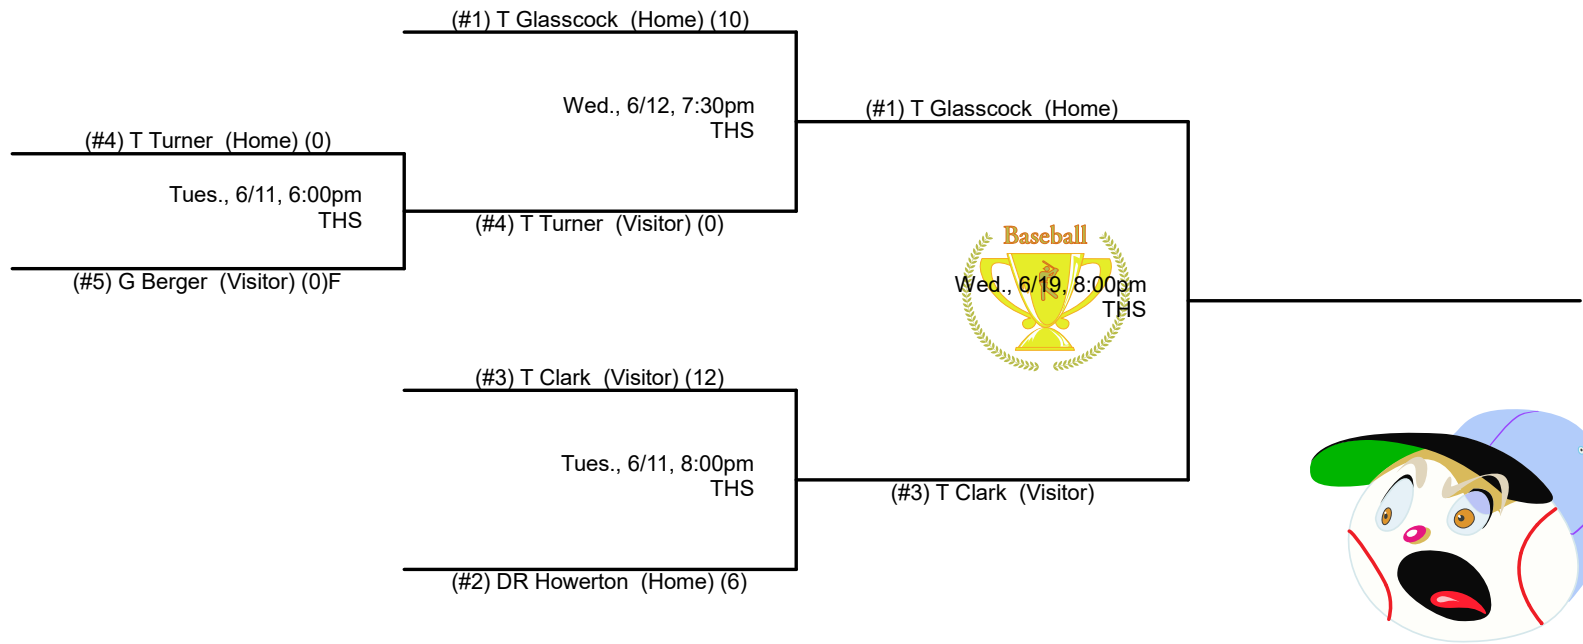 (#1) T Glasscock  (Home) (10)
Wed., 6/12, 7:30pm
THS
(#1) T Glasscock  (Home)
(#4) T Turner  (Home) (0)
Tues., 6/11, 6:00pm
THS
(#4) T Turner  (Visitor) (0)
(#5) G Berger  (Visitor) (0)F
Baseball
Wed., 6/19, 8:00pm
THS
(#3) T Clark  (Visitor) (12)
Tues., 6/11, 8:00pm
THS
(#3) T Clark  (Visitor)
(#2) DR Howerton  (Home) (6)